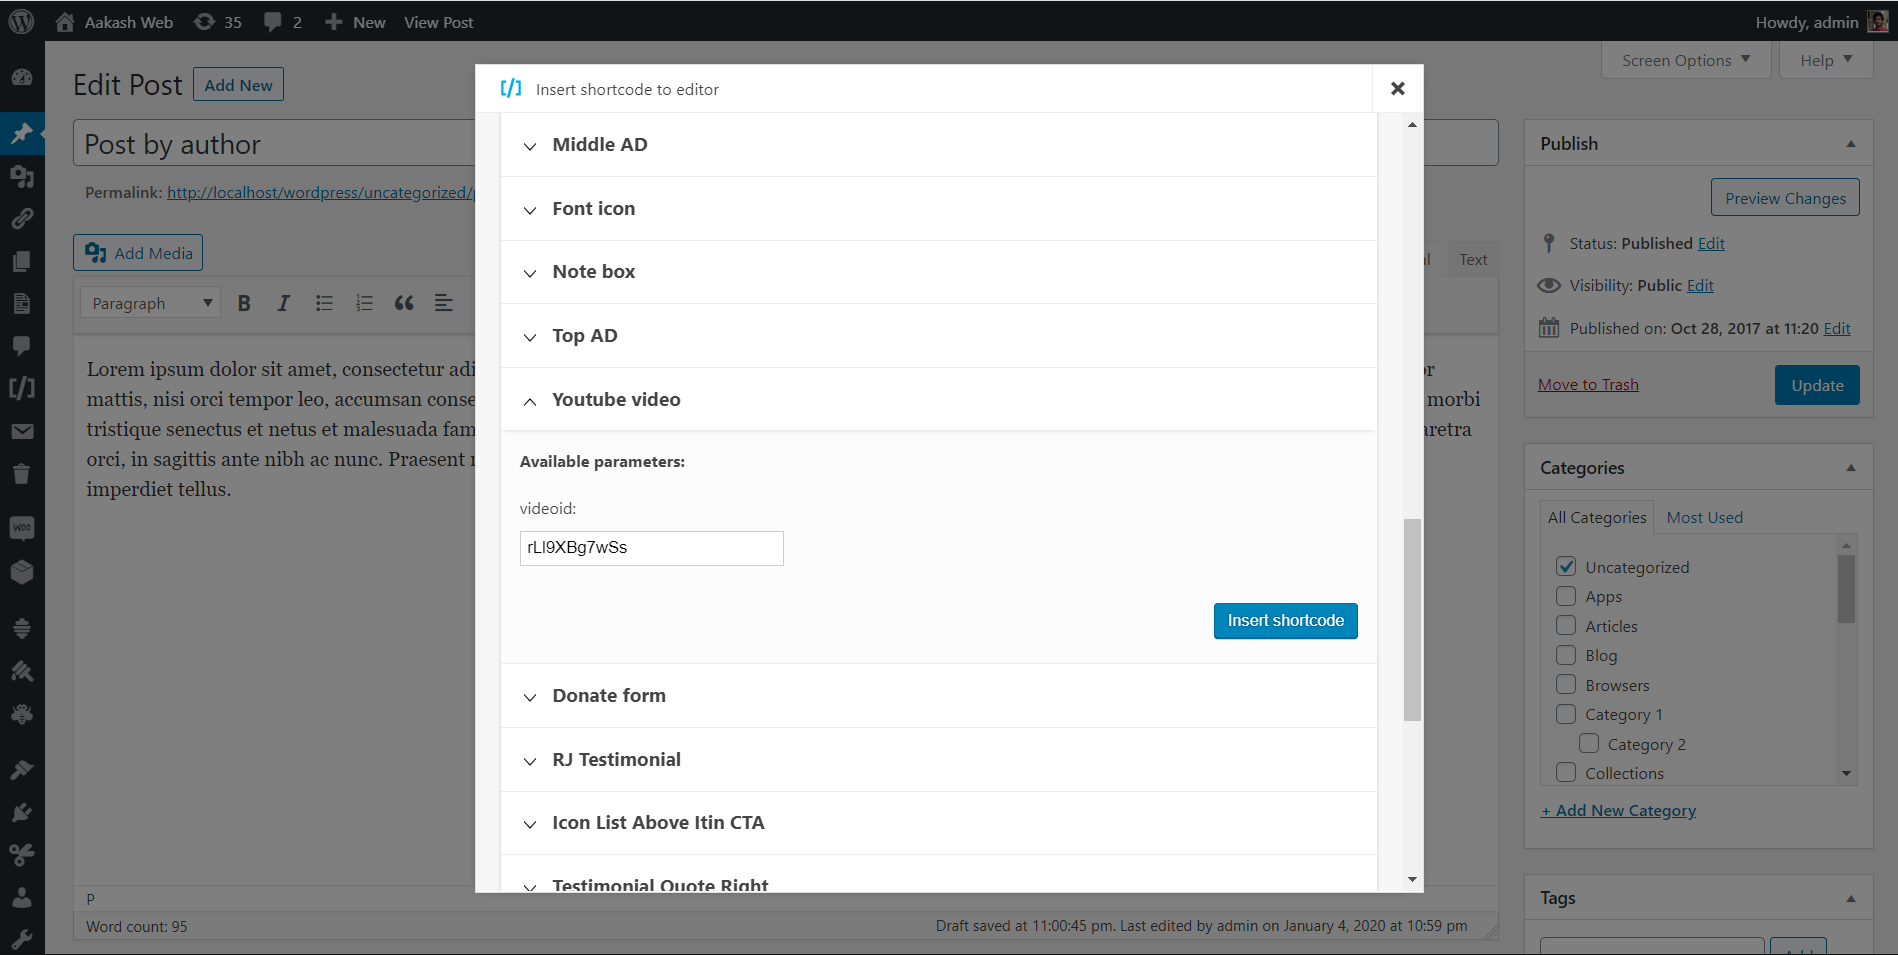 Aakash Web 35 2 New View Post Howdy, admin
Screen Options Help
Edit Post Add New
Post by author
Permalink: http://localhost/wordpress/uncategorized/
Add Media
Text
Paragraph
Lorem ipsum dolor sit amet, consectetur adi
mattis, nisi orci tempor leo, accumsan conse morbi
tristique senectus et netus et malesuada fam
orci, in sagittis ante nibh ac nunc. Praesent
imperdiet tellus.
P
Word count: 95
Draft saved at 11:00:45 pm. Last edited by admin on January 4, 2020 at 10:59 pm
[/] Insert shortcode to editor
Middle AD
Font icon
Note box
Top AD
Youtube video
Available parameters:
videoid:
rLI9XBg7wSs
Insert shortcode
Donate form
RJ Testimonial
Icon List Above Itin CTA
Testimonial Quote Right
Publish
Preview Changes
Status: Published Edit
Visibility: Public Edit
Published on: Oct 28, 2017 at 11:20 Edit
Move to Trash Update
Categories
All Categories Most Used
Uncategorized
Apps
Articles
Blog
Browsers
Category 1
Category 2
Collections
+ Add New Category
Tags
Add